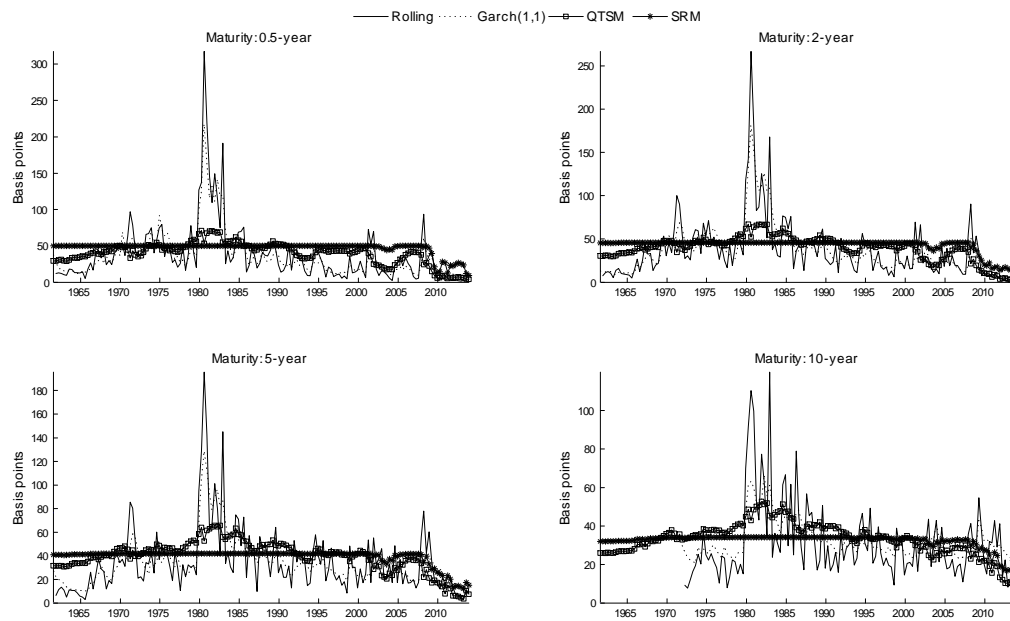 Rolling Garch(1,1) QTSM SRM
Maturity: 0.5-year
Maturity: 2-year
Basis points
300
250
200
150
100
50
0
1965 1970 1975 1980 1985 1990 1995 2000 2005 2010
Basis points
250
200
150
100
50
0
1965 1970 1975 1980 1985 1990 1995 2000 2005 2010
Maturity: 5-year
Maturity: 10-year
Basis points
180
160
140
120
100
80
60
40
20
0
1965 1970 1975 1980 1985 1990 1995 2000 2005 2010
Basis points
100
80
60
40
20
0
1965 1970 1975 1980 1985 1990 1995 2000 2005 2010